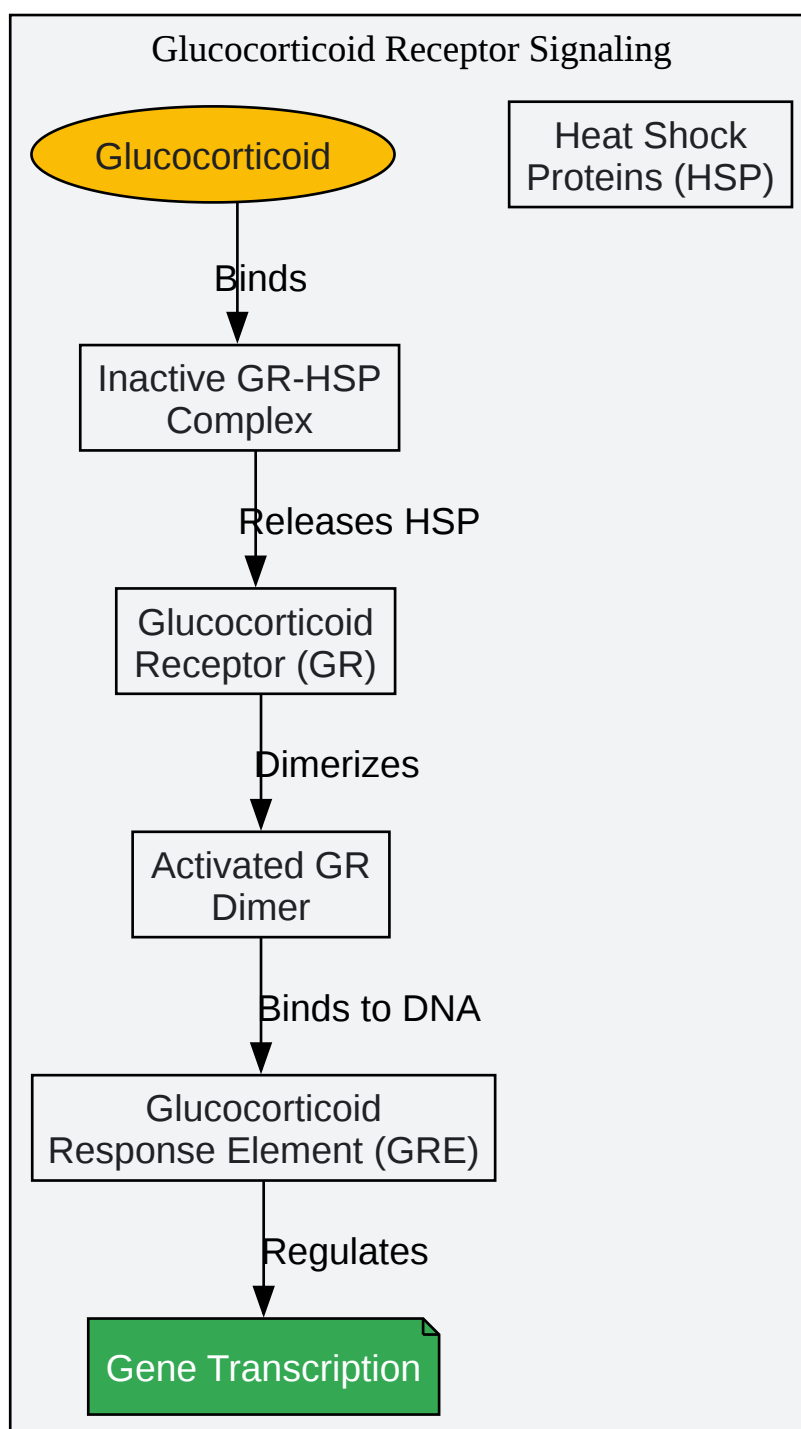 Glucocorticoid Receptor Signaling
Glucocorticoid
Heat Shock
Proteins (HSP)
Binds
Inactive GR-HSP
Complex
Releases HSP
Glucocorticoid
Receptor (GR)
Dimerizes
Activated GR
Dimer
Binds to DNA
Glucocorticoid
Response Element (GRE)
Regulates
Gene Transcription